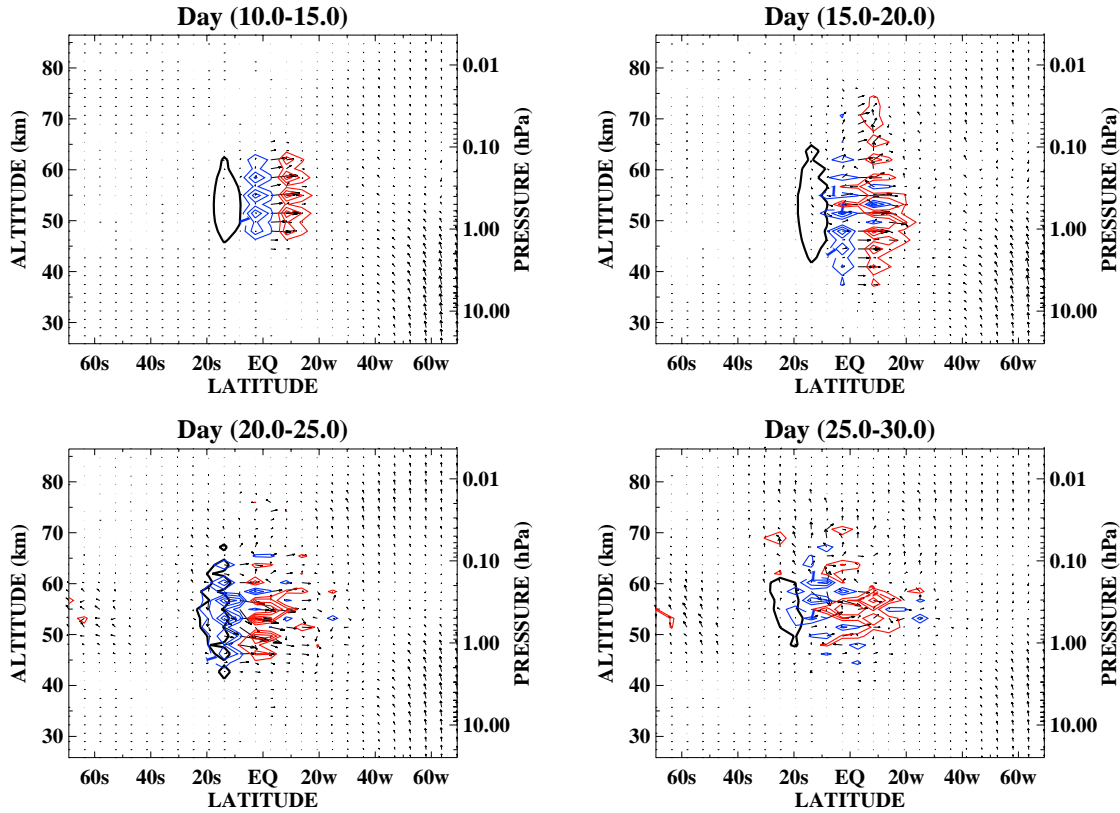 Day (10.0-15.0)
80
70
60
50
40
30
ALTITUDE (km)
0.01
0.10
1.00
10.00
PRESSURE (hPa)
60s 40s 20s EQ 20w 40w 60w
LATITUDE
Day (15.0-20.0)
80
70
60
50
40
30
ALTITUDE (km)
0.01
0.10
1.00
10.00
PRESSURE (hPa)
60s 40s 20s EQ 20w 40w 60w
LATITUDE
Day (20.0-25.0)
80
70
60
50
40
30
ALTITUDE (km)
0.01
0.10
1.00
10.00
PRESSURE (hPa)
60s 40s 20s EQ 20w 40w 60w
LATITUDE
Day (25.0-30.0)
80
70
60
50
40
30
ALTITUDE (km)
0.01
0.10
1.00
10.00
PRESSURE (hPa)
60s 40s 20s EQ 20w 40w 60w
LATITUDE